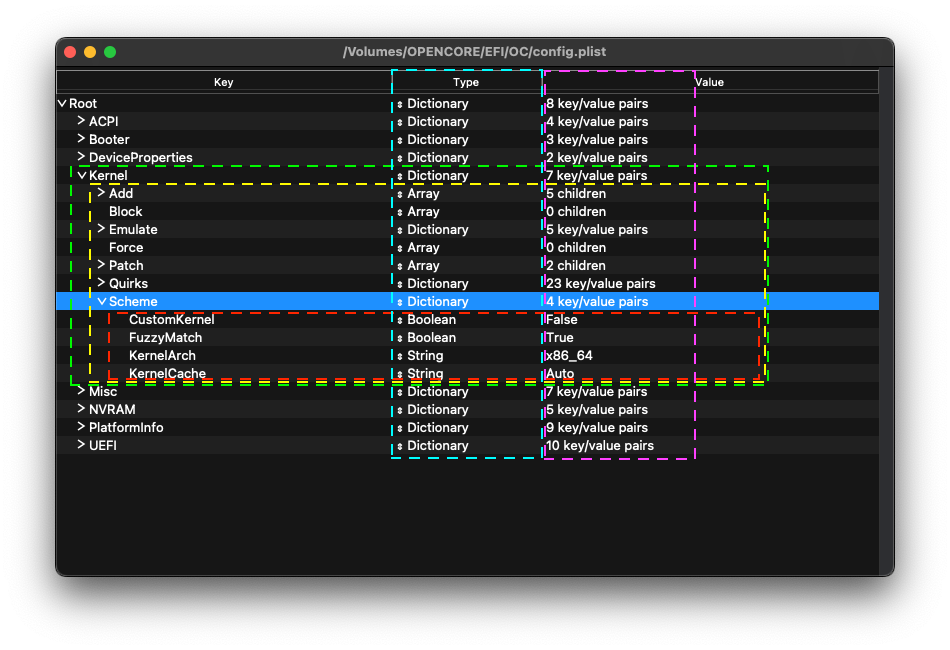 /Volumes/OPENCORE/EFI/OC/config.plist
Key Type Value
Root Dictionary 8 key/value pairs
ACPI Dictionary 4 key/value pairs
Booter Dictionary 3 key/value pairs
DeviceProperties Dictionary 2 key/value pairs
Kernel Dictionary 7 key/value pairs
Add Array 5 children
Block Array 0 children
Emulate Dictionary 5 key/value pairs
Force Array 0 children
Patch Array 2 children
Quirks Dictionary 23 key/value pairs
Scheme Dictionary 4 key/value pairs
CustomKernel Boolean False
FuzzyMatch Boolean True
KernelArch String x86_64
KernelCache String Auto
Misc Dictionary 7 key/value pairs
NVRAM Dictionary 5 key/value pairs
PlatformInfo Dictionary 9 key/value pairs
UEFI Dictionary 10 key/value pairs